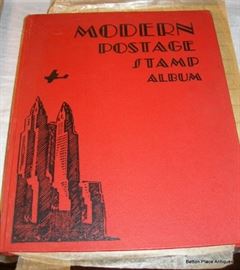 MODERN
POSTAGE
STAMP
ALBUM
Belton Place Antiques